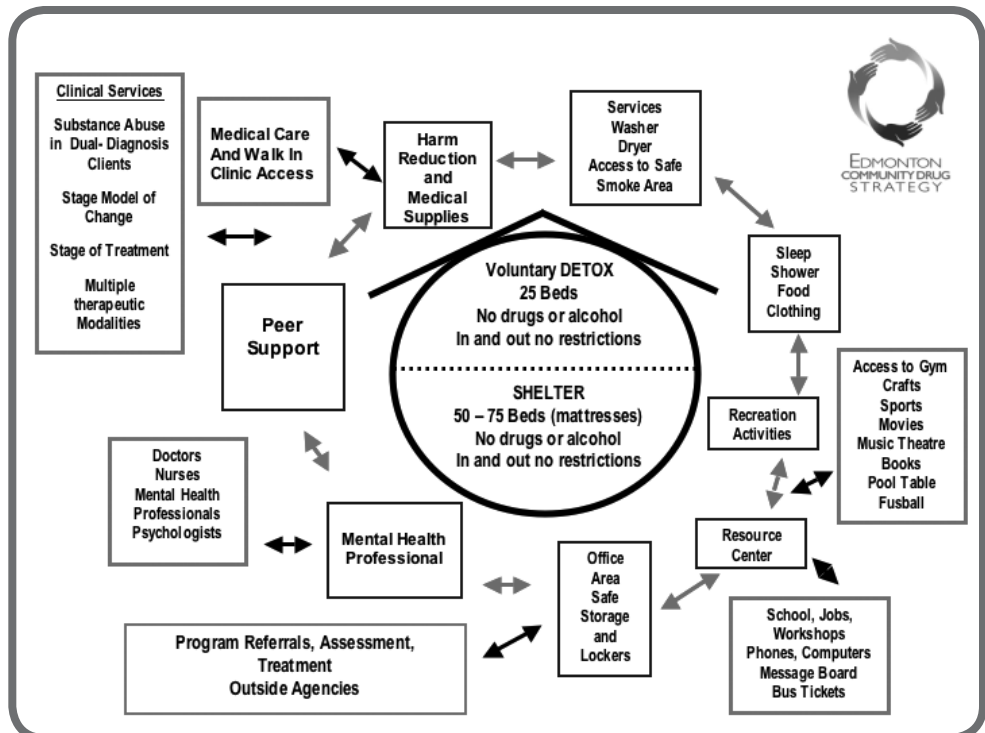 Clinical Services
Substance Abuse
in Dual- Diagnosis
Clients
Stage Model of
Change
Stage of Treatment
Multiple
therapeutic
Modalities
Medical Care
And Walk In
Clinic Access
Harm
Reduction
and
Medical
Supplies
Services
Washer
Dryer
Access to Safe
Smoke Area
EDMONTON
COMMUNITY DRUG
STRATEGY
Sleep
Shower
Food
Clothing
Peer
Support
Voluntary DETOX
25 Beds
No drugs or alcohol
In and out no restrictions
SHELTER
50 – 75 Beds (mattresses)
No drugs or alcohol
In and out no restrictions
Recreation
Activities
Access to Gym
Crafts
Sports
Movies
Music Theatre
Books
Pool Table
Fusball
Doctors
Nurses
Mental Health
Professionals
Psychologists
Mental Health
Professional
Office
Area
Safe
Storage
and
Lockers
Resource
Center
Program Referrals, Assessment,
Treatment
Outside Agencies
School, Jobs,
Workshops
Phones, Computers
Message Board
Bus Tickets